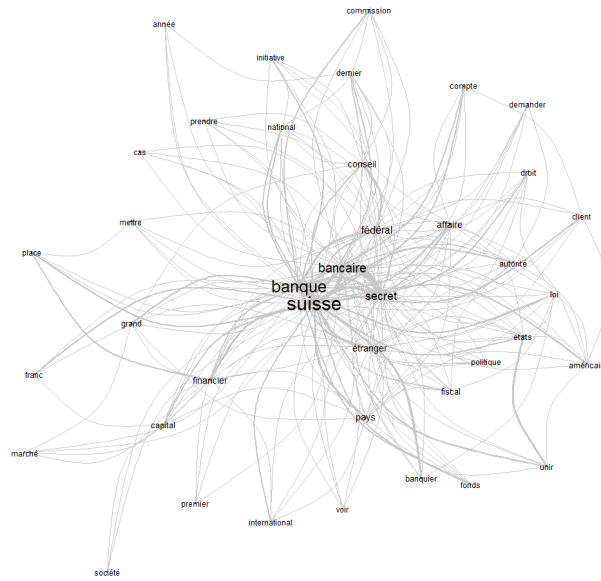 commission
année
initiative
dernier
compte
demander
prendre
national
cas
conseil
droit
mettre
fédéral
affaire
client
place
bancaire
autorité
banque
suisse
secret
loi
grand
étranger
états
politique
américain
franc
financier
fiscal
pays
capital
marché
banquier
fonds
unir
premier
international
voir
société